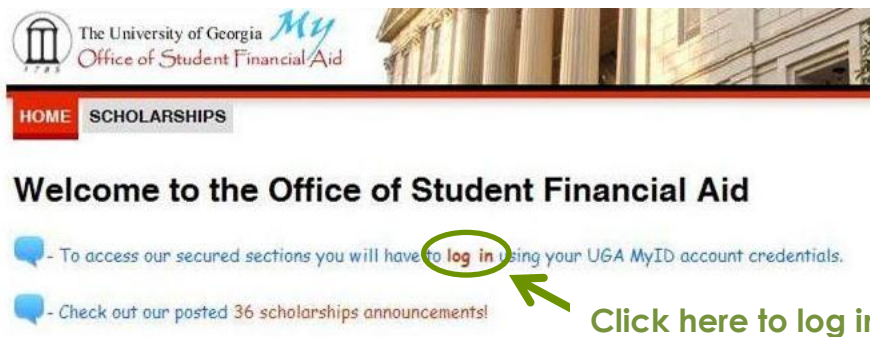 The University of Georgia My
Office of Student Financial Aid
1785
HOME SCHOLARSHIPS
Welcome to the Office of Student Financial Aid
- To access our secured sections you will have to log in using your UGA MyID account credentials.
- Check out our posted 36 scholarships announcements!
Click here to log in